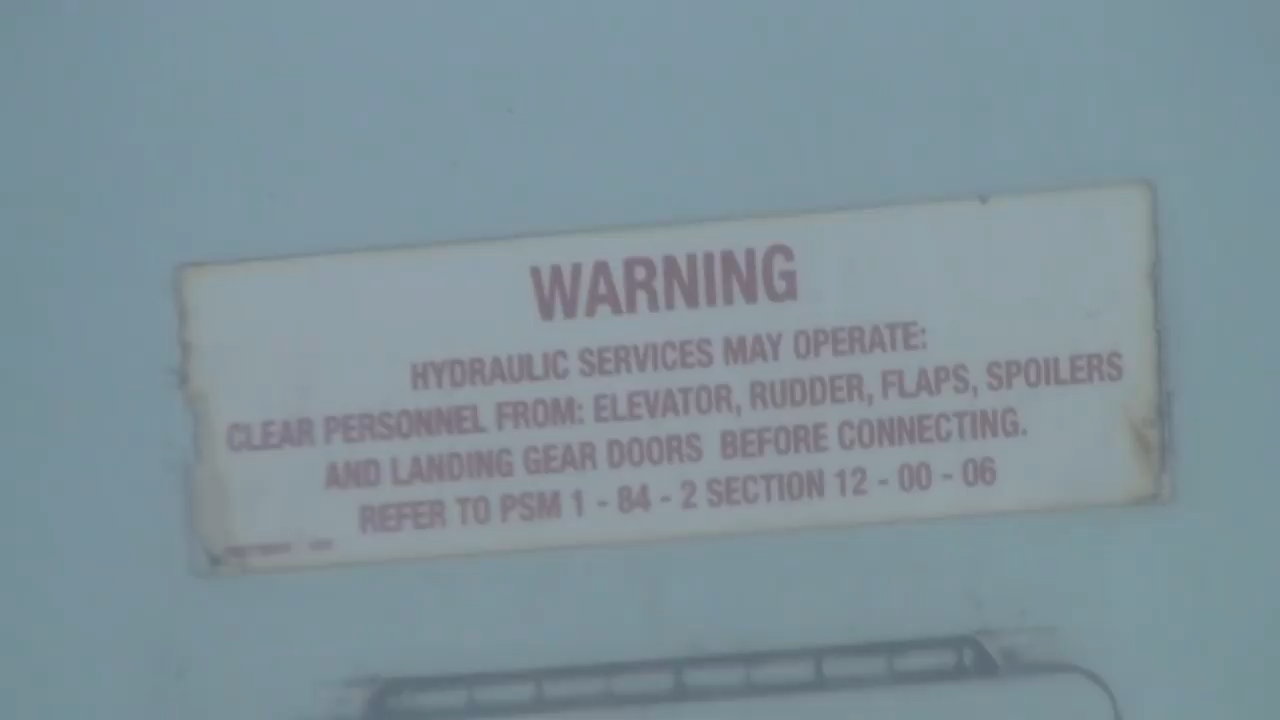 WARNING
HYDRAULIC SERVICES MAY OPERATE:
CLEAR PERSONNEL FROM: ELEVATOR, RUDDER, FLAPS, SPOILERS
AND LANDING GEAR DOORS BEFORE CONNECTING.
REFER TO PSM 1 - 84 - 2 SECTION 12 - 00 - 06